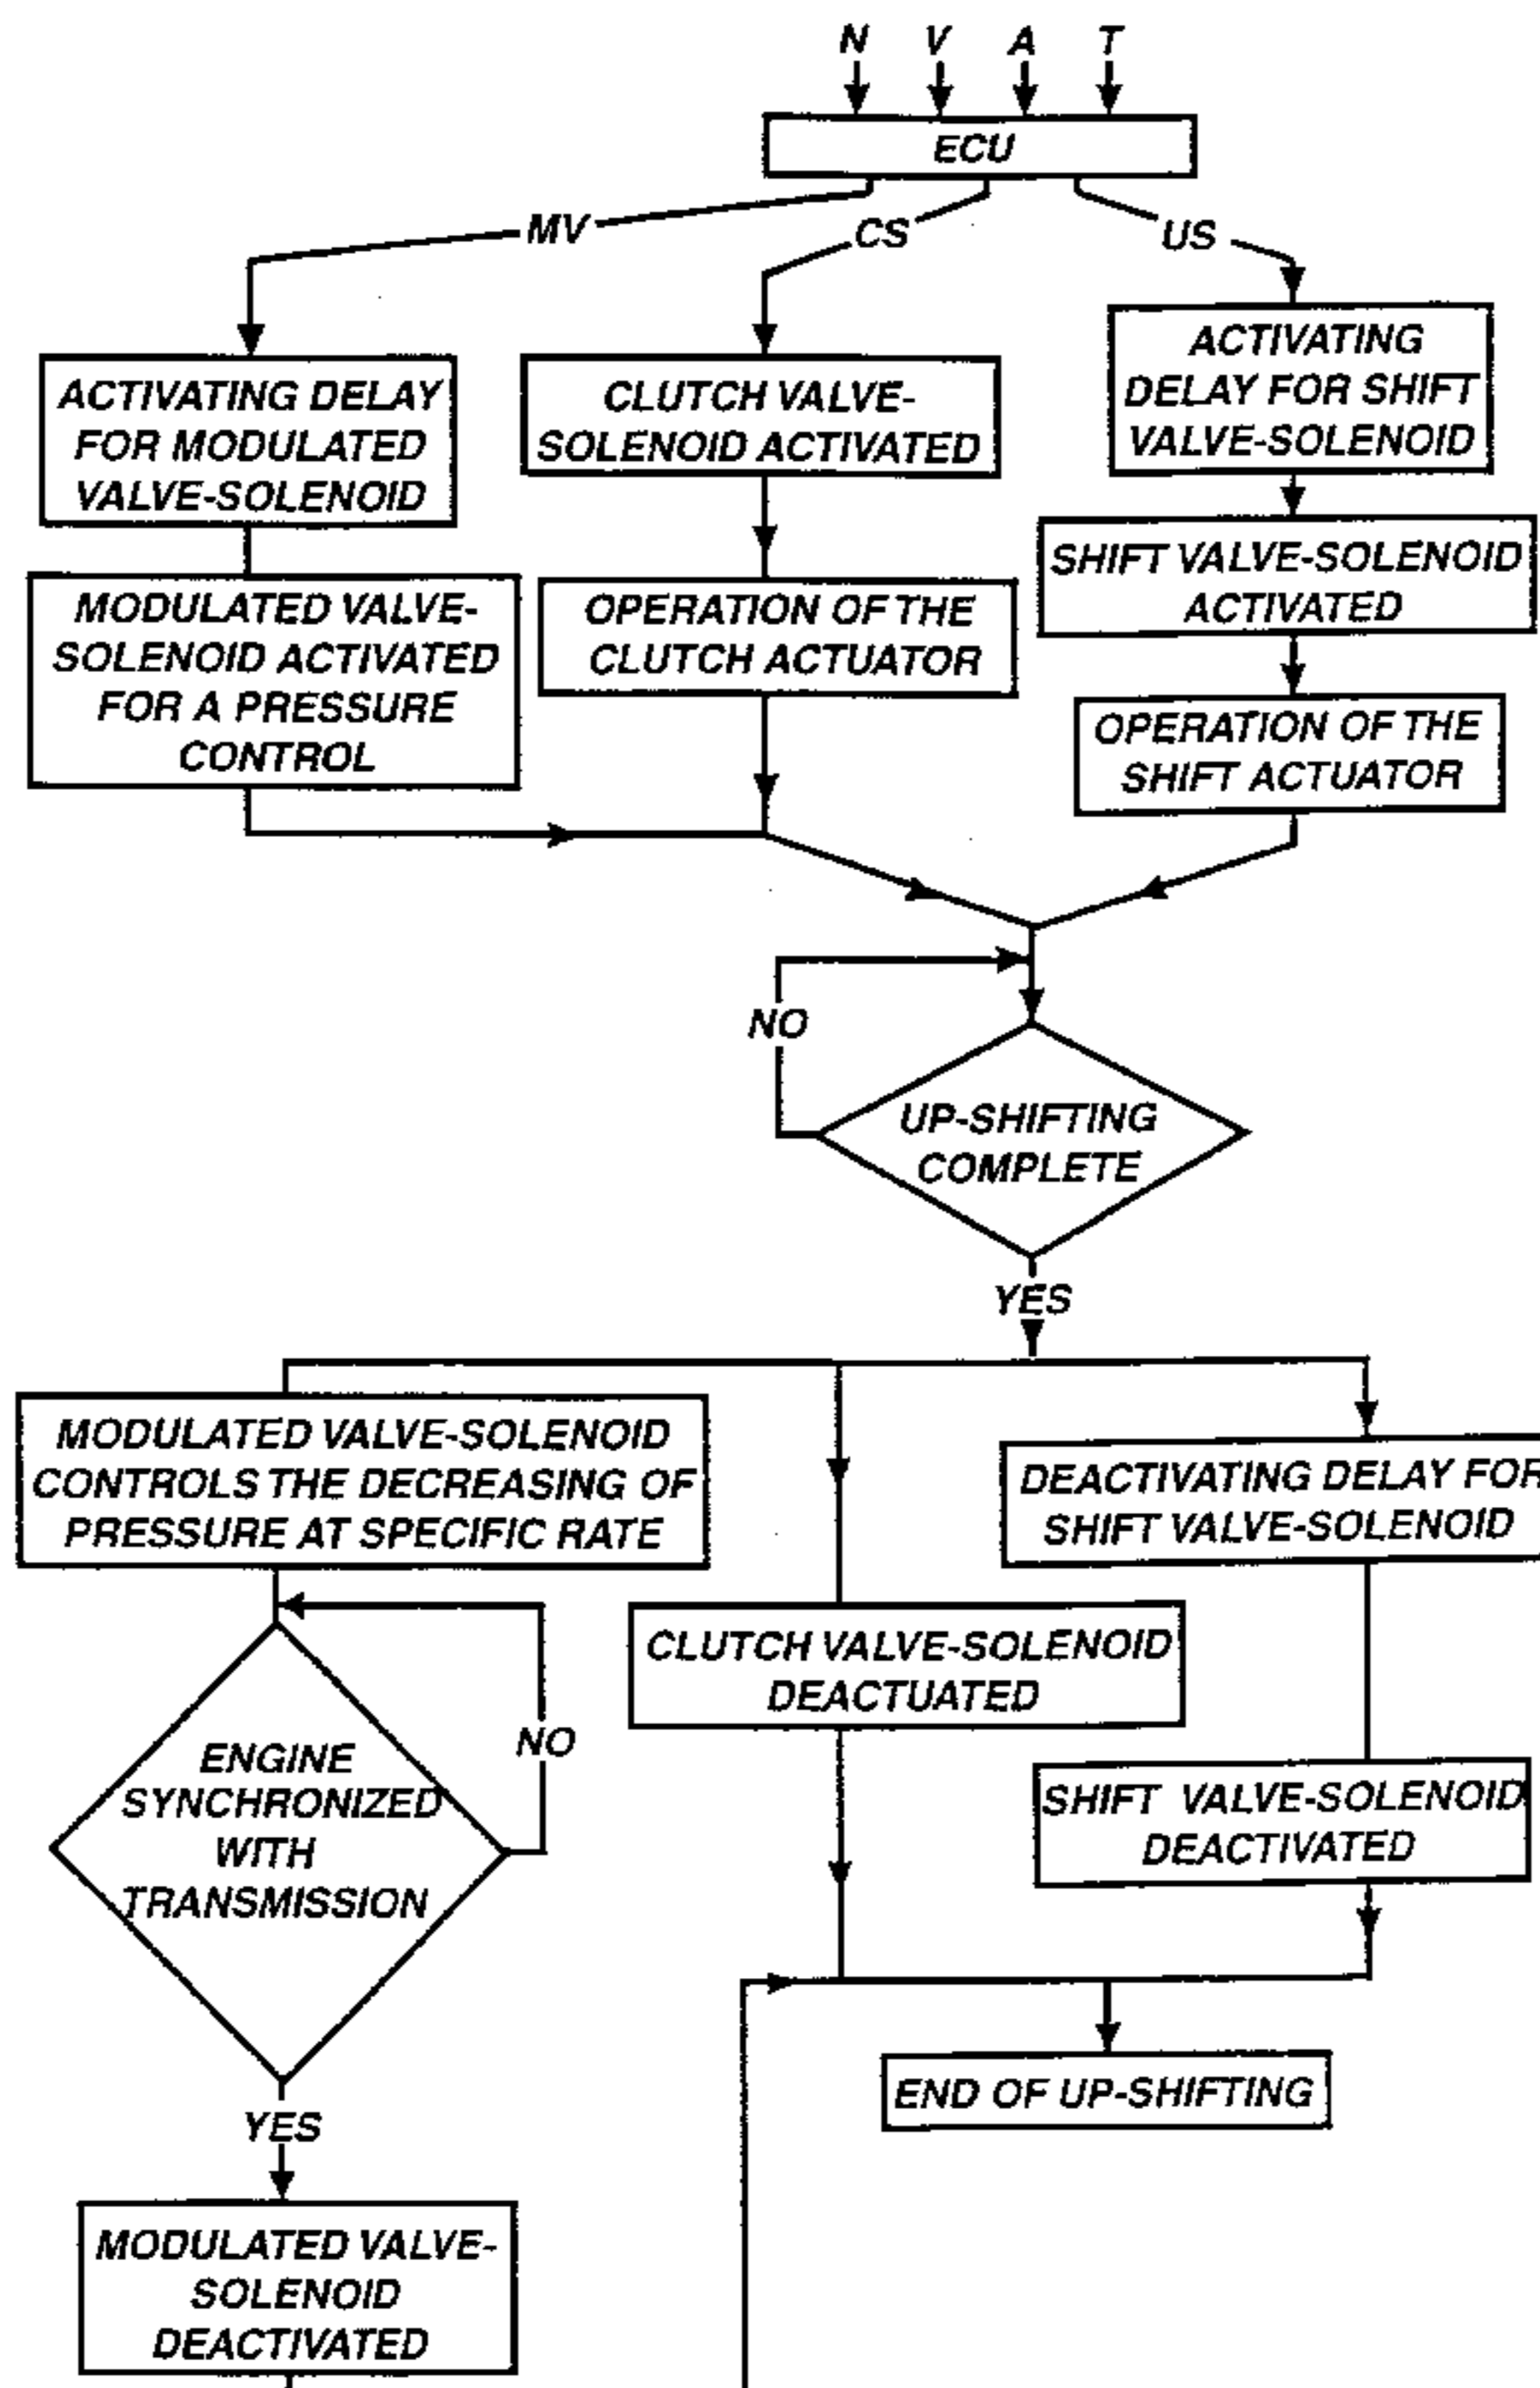 N V A T
ECU
MV
CS
US
ACTIVATING DELAY
FOR MODULATED
VALVE-SOLENOID
CLUTCH VALVE-
SOLENOID ACTIVATED
ACTIVATING
DELAY FOR SHIFT
VALVE-SOLENOID
SHIFT VALVE-SOLENOID
ACTIVATED
MODULATED VALVE-
SOLENOID ACTIVATED
FOR A PRESSURE
CONTROL
OPERATION OF THE
CLUTCH ACTUATOR
OPERATION OF THE
SHIFT ACTUATOR
NO
UP-SHIFTING
COMPLETE
YES
MODULATED VALVE-SOLENOID
CONTROLS THE DECREASING OF
PRESSURE AT SPECIFIC RATE
DEACTIVATING DELAY FOR
SHIFT VALVE-SOLENOID
CLUTCH VALVE-SOLENOID
DEACTUATED
NO
ENGINE
SYNCHRONIZED
WITH
TRANSMISSION
SHIFT VALVE-SOLENOID
DEACTIVATED
END OF UP-SHIFTING
YES
MODULATED VALVE-
SOLENOID
DEACTIVATED